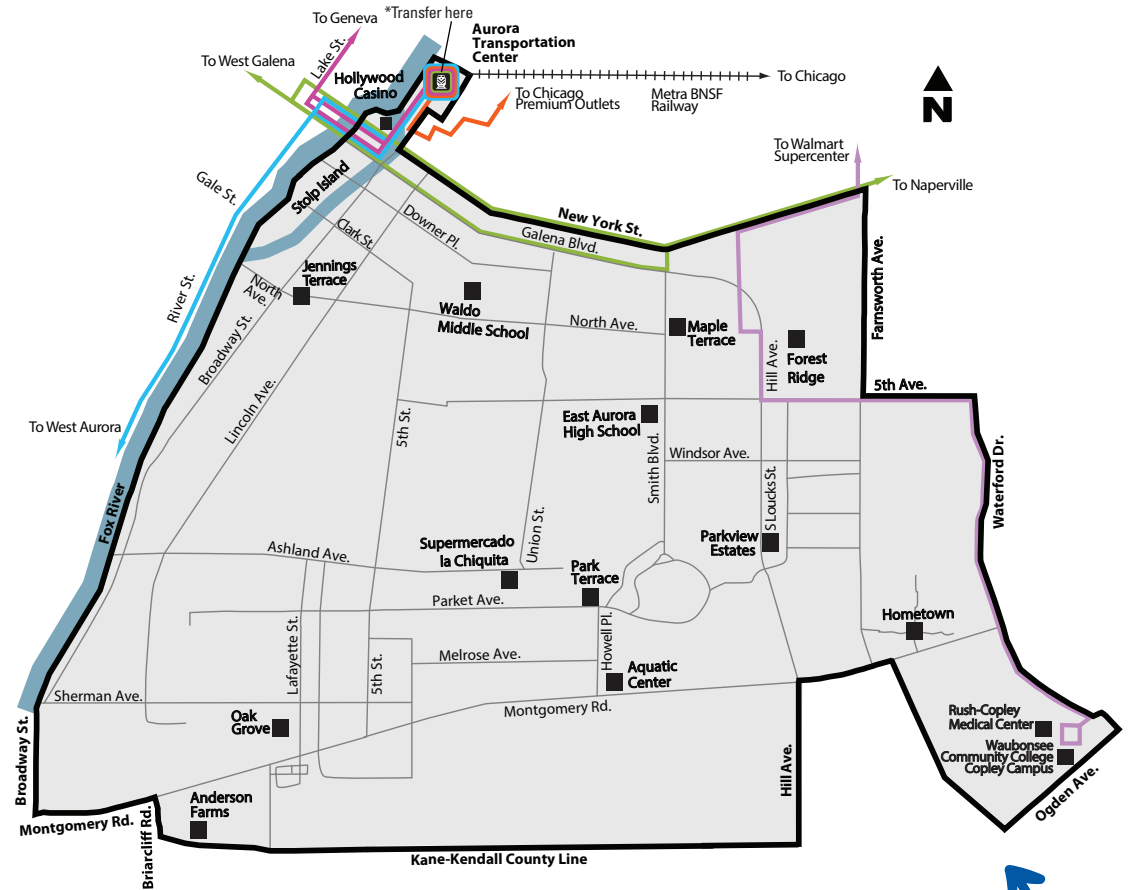 To Geneva
*Transfer here
Aurora
Transportation
Center
To West Galena
Lake St.
Hollywood
Casino
To Chicago
Metra BNSF
Railway
To Chicago
Premium Outlets
N
To Walmart
Supercenter
To Naperville
Gale St.
Stolp Island
New York St.
Galena Blvd.
Downer Pl.
Clark St.
Farnsworth Ave.
River St.
North
Ave.
Jennings
Terrace
Waldo
Middle School
North Ave.
Maple
Terrace
Hill Ave.
Forest
Ridge
Broadway St.
Lincoln Ave.
5th Ave.
To West Aurora
5th St.
East Aurora
High School
Smith Blvd.
Windsor Ave.
S Loucks St.
Waterford Dr.
Fox River
Ashland Ave.
Supermercado
la Chiquita
Union St.
Park
Terrace
Parkview
Estates
Parket Ave.
Hometown
Lafayette St.
5th St.
Melrose Ave.
Howell Pl.
Aquatic
Center
Sherman Ave.
Oak
Grove
Montgomery Rd.
Rush-Copley
Medical Center
Waubonsee
Community College
Copley Campus
Broadway St.
Hill Ave.
Ogden Ave.
Anderson
Farms
Montgomery Rd.
Briarcliff Rd.
Kane-Kendall County Line